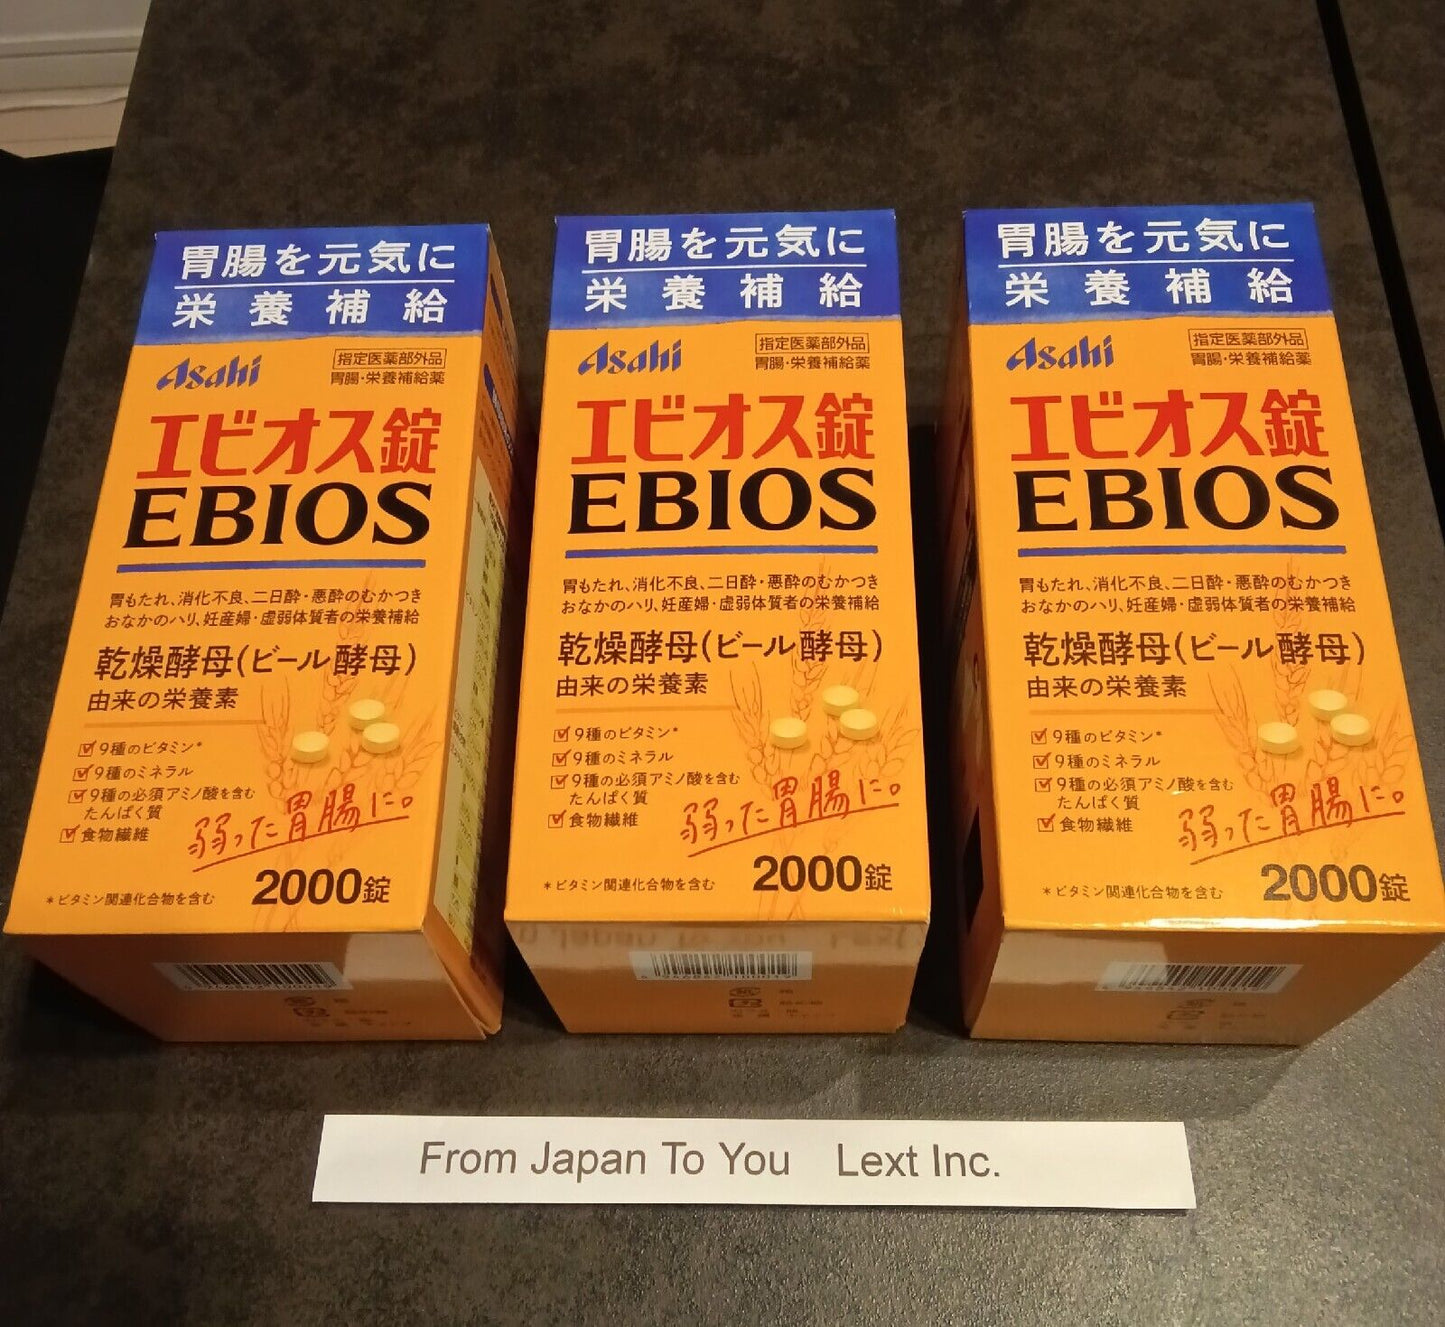 胃腸を元気に
栄養補給
Asahi
指定医薬部外品
胃腸・栄養補給薬
エビオス錠
EBIOS
胃もたれ、消化不良、二日酔・悪酔のむかつき
おなかのハリ、妊産婦・虚弱体質者の栄養補給
乾燥酵母(ビール酵母)
由来の栄養素
9種のビタミン*
9種のミネラル
9種の必須アミノ酸を含む
たんぱく質
食物繊維
弱った胃腸に。
*ビタミン関連化合物を含む
2000錠
胃腸を元気に
栄養補給
Asahi
指定医薬部外品
胃腸・栄養補給薬
エビオス錠
EBIOS
胃もたれ、消化不良、二日酔・悪酔のむかつき
おなかのハリ、妊産婦・虚弱体質者の栄養補給
乾燥酵母(ビール酵母)
由来の栄養素
9種のビタミン*
9種のミネラル
9種の必須アミノ酸を含む
たんぱく質
食物繊維
弱った胃腸に。
*ビタミン関連化合物を含む
2000錠
胃腸を元気に
栄養補給
Asahi
指定医薬部外品
胃腸・栄養補給薬
エビオス錠
EBIOS
胃もたれ、消化不良、二日酔・悪酔のむかつき
おなかのハリ、妊産婦・虚弱体質者の栄養補給
乾燥酵母(ビール酵母)
由来の栄養素
9種のビタミン*
9種のミネラル
9種の必須アミノ酸を含む
たんぱく質
食物繊維
弱った胃腸に。
*ビタミン関連化合物を含む
2000錠
From Japan To You Lext Inc.